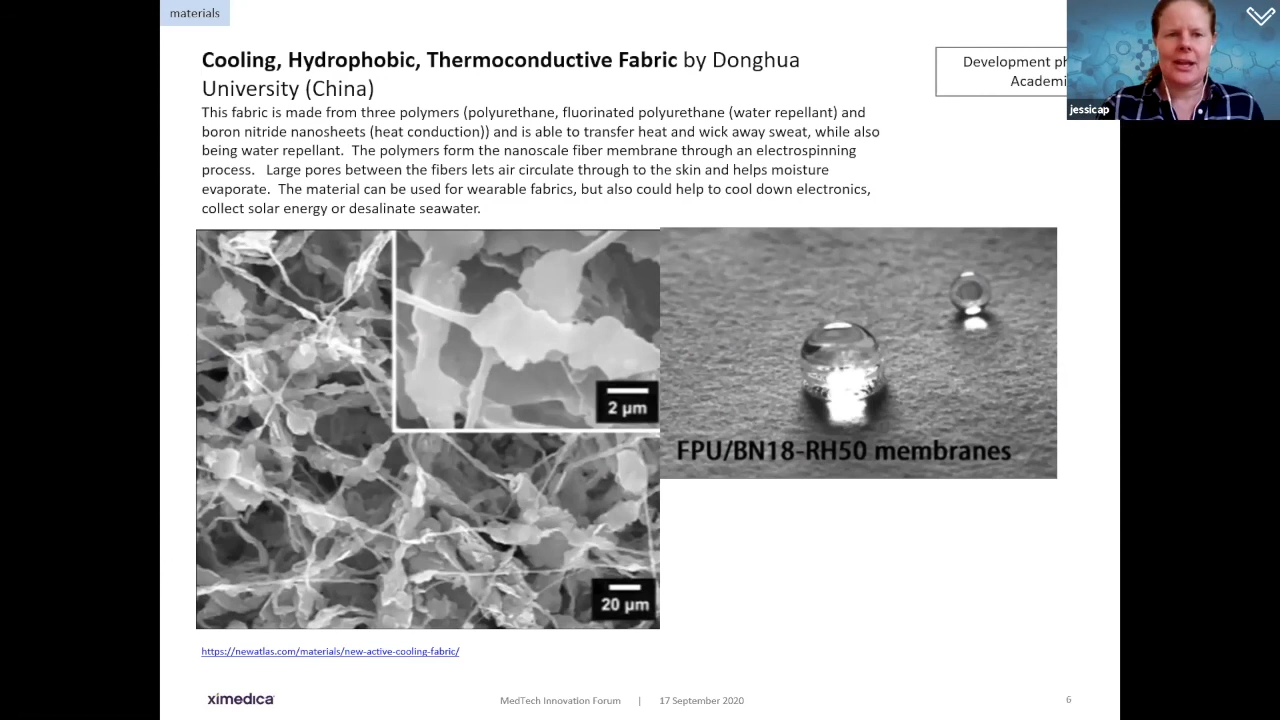 materials
Cooling, Hydrophobic, Thermoconductive Fabric by Donghua
University (China)
Development
Academi
jessicap
This fabric is made from three polymers (polyurethane, fluorinated polyurethane (water repellant) and
boron nitride nanosheets (heat conduction)) and is able to transfer heat and wick away sweat, while also
being water repellant. The polymers form the nanoscale fiber membrane through an electrospinning
process. Large pores between the fibers lets air circulate through to the skin and helps moisture
evaporate. The material can be used for wearable fabrics, but also could help to cool down electronics,
collect solar energy or desalinate seawater.
2 µm
FPU/BN18-RH50 membranes
20 µm
https://newatlas.com/materials/new-active-cooling-fabric/
ximedica
MedTech Innovation Forum | 17 September 2020
6